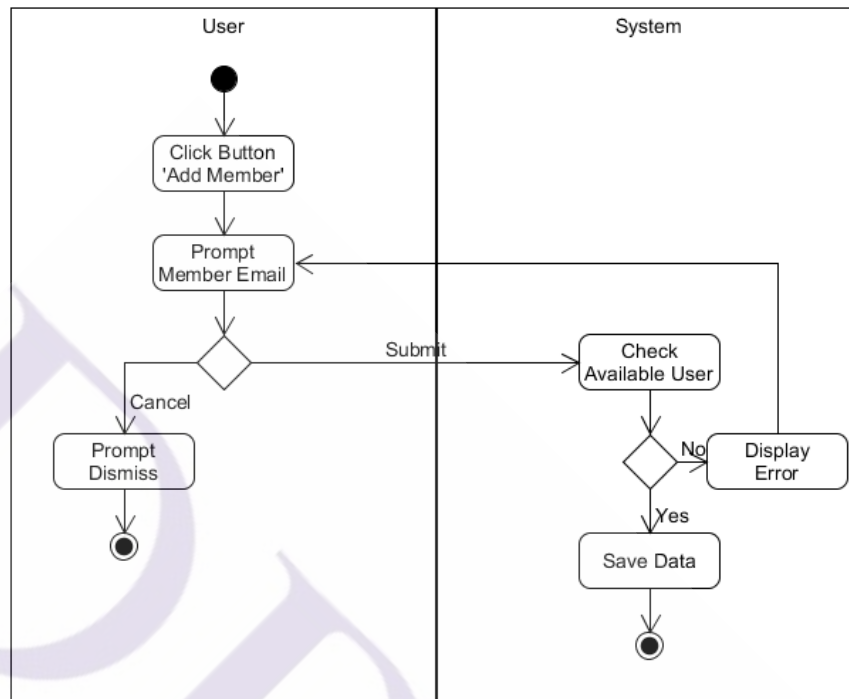 User
System
Click Button
'Add Member'
Prompt
Member Email
Submit
Check
Available User
Cancel
Prompt
Dismiss
No
Display
Error
Yes
Save Data